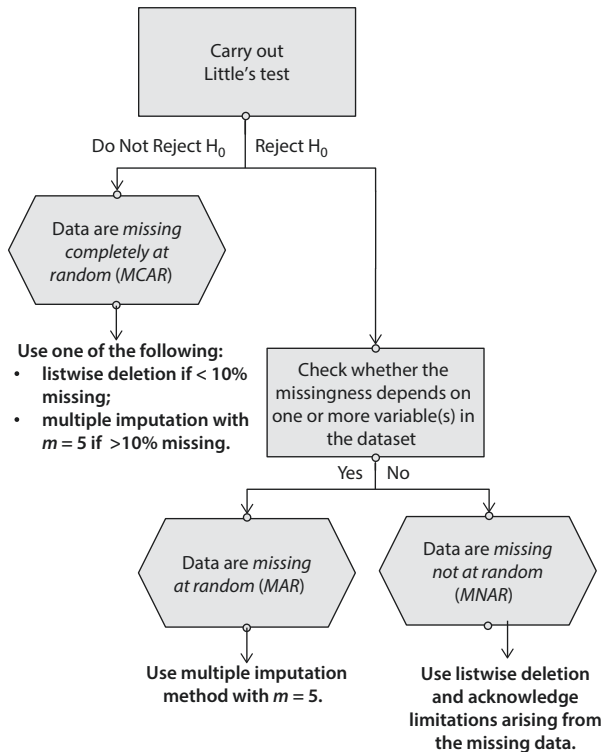 Carry out
Little's test
Do Not Reject H₀
Reject H₀
Data are missing
completely at
random (MCAR)
Use one of the following:
• listwise deletion if < 10%
missing;
• multiple imputation with
m = 5 if >10% missing.
Check whether the
missingness depends on
one or more variable(s) in
the dataset
Yes
No
Data are missing
at random (MAR)
Data are missing
not at random
(MNAR)
Use multiple imputation
method with m = 5.
Use listwise deletion
and acknowledge
limitations arising from
the missing data.